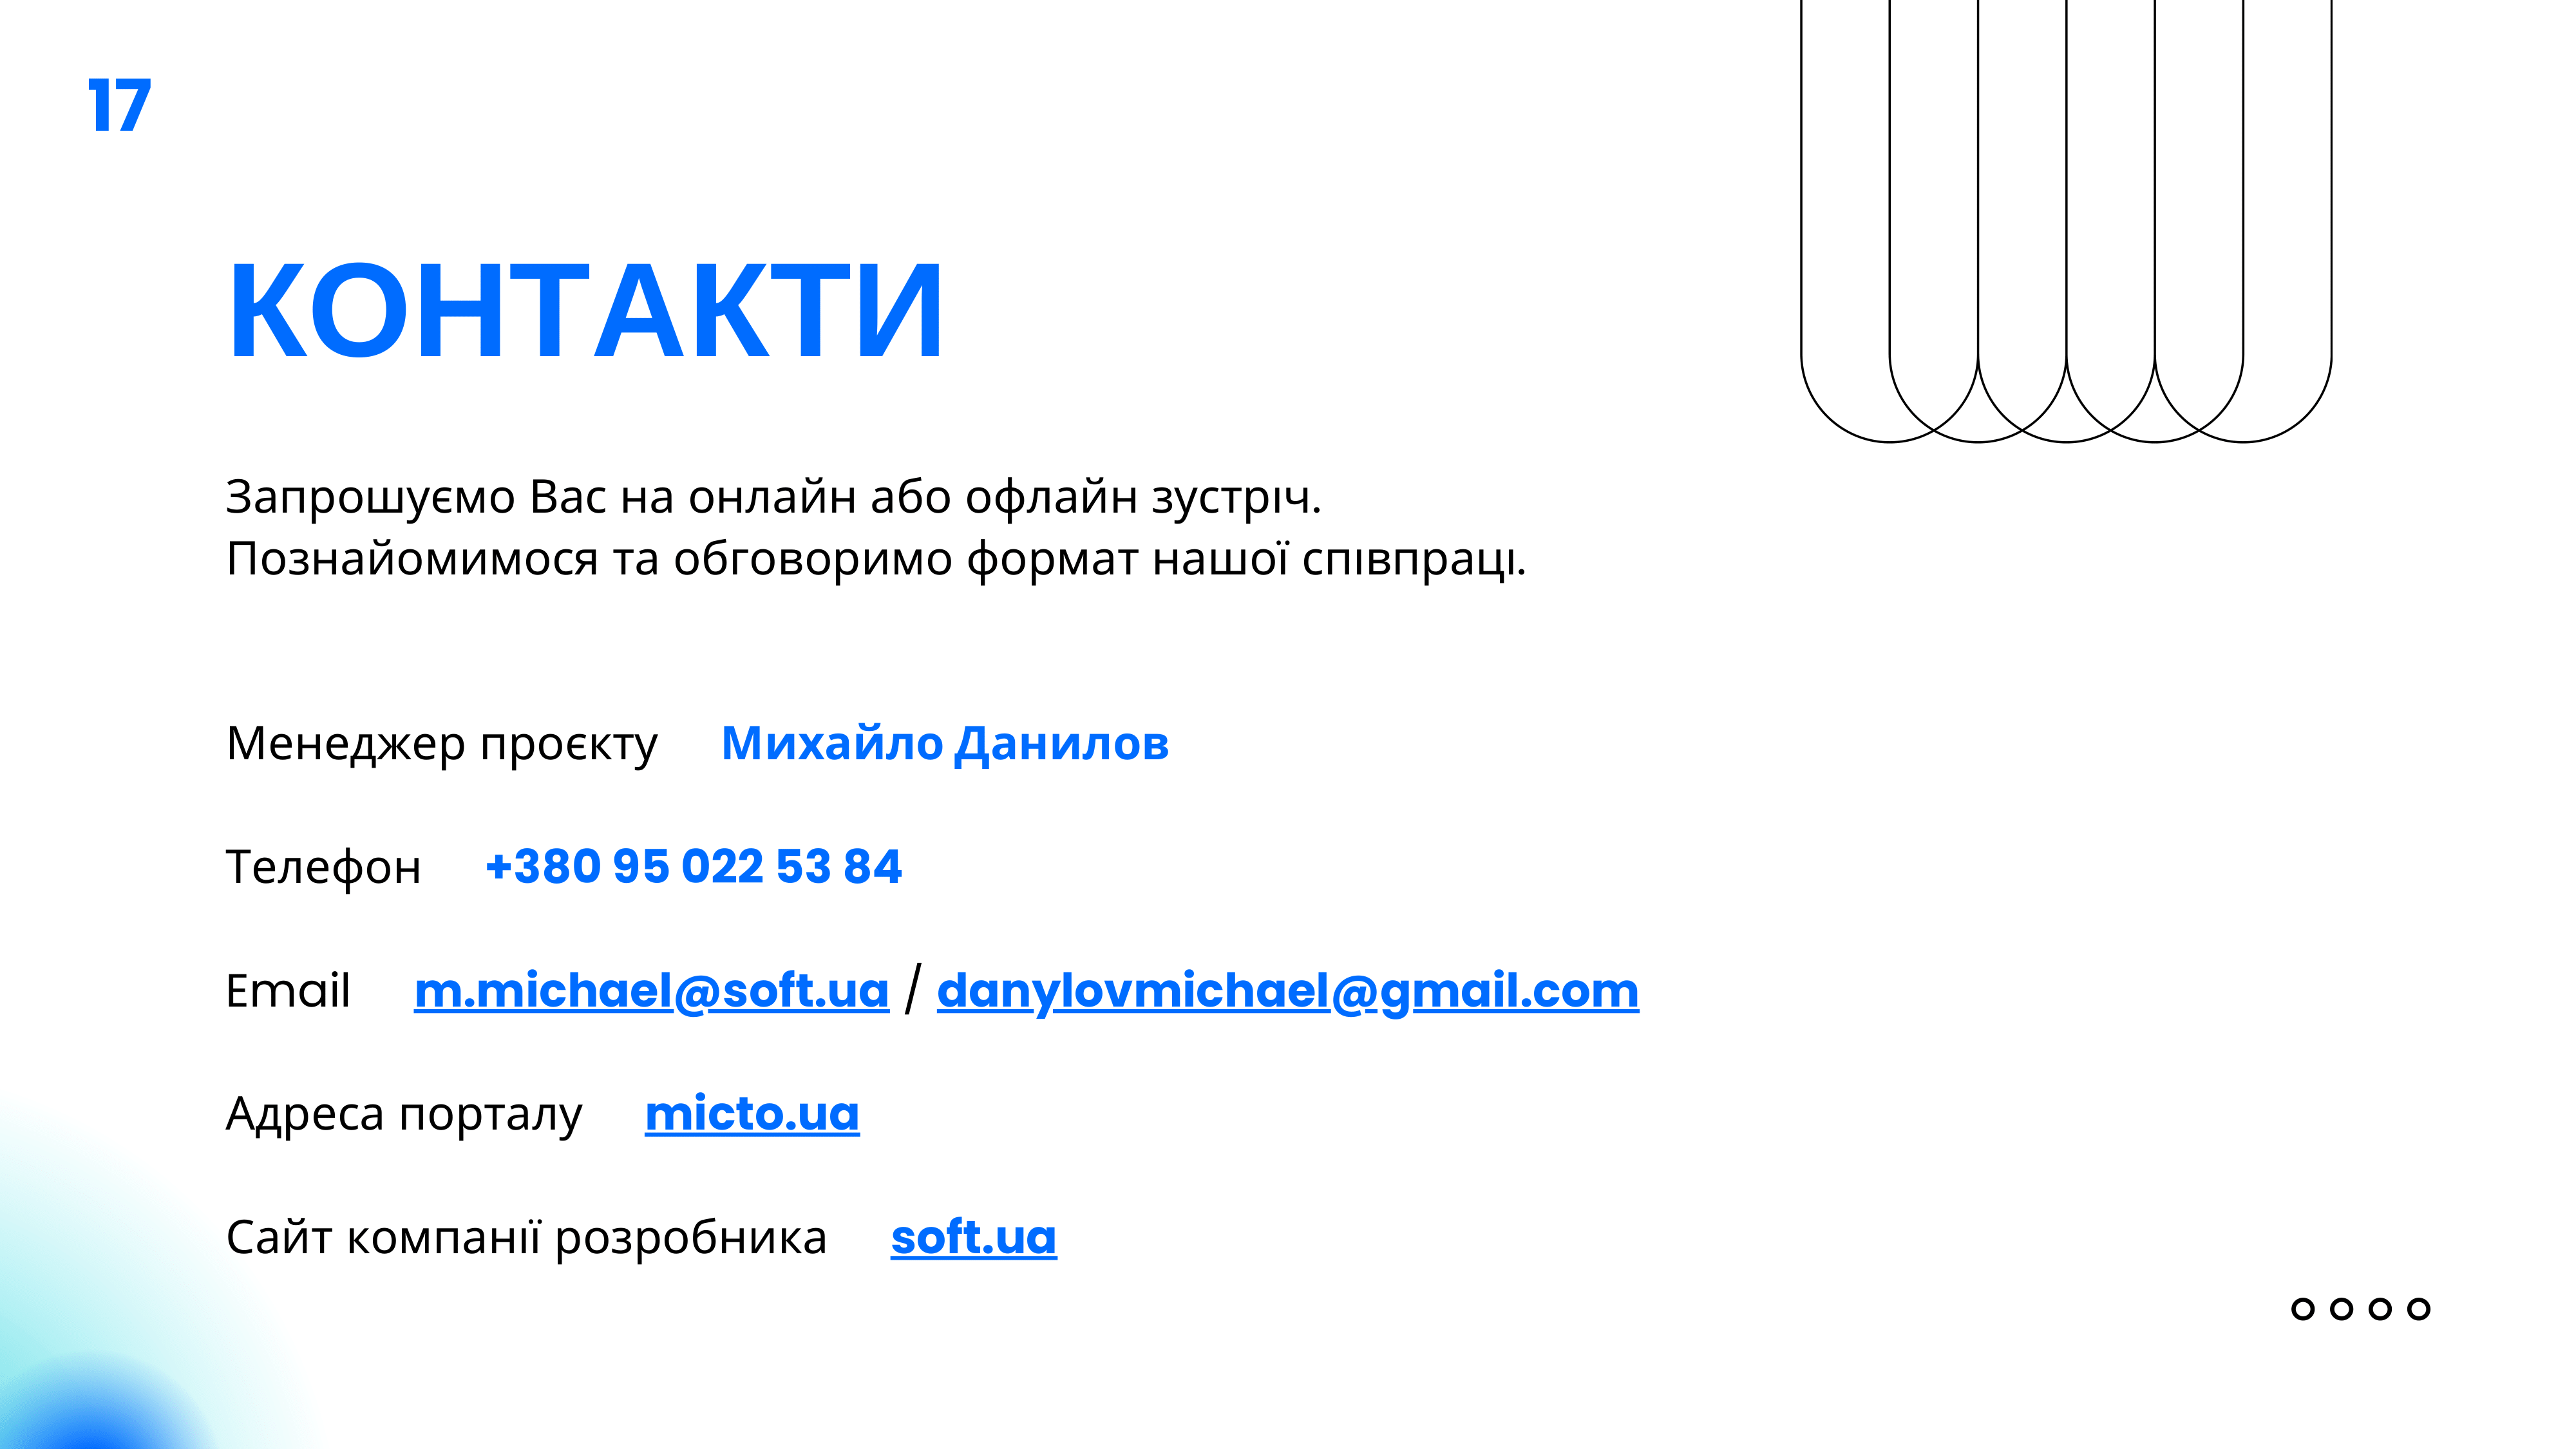 17
КОНТАКТИ
Запрошуємо Вас на онлайн або офлайн зустріч.
Познайомимося та обговоримо формат нашої співпраці.
Менеджер проєкту Михайло Данилов
Телефон +380 95 022 53 84
Email m.michael@soft.ua / danylovmichael@gmail.com
Адреса порталу micto.ua
Сайт компанії розробника soft.ua